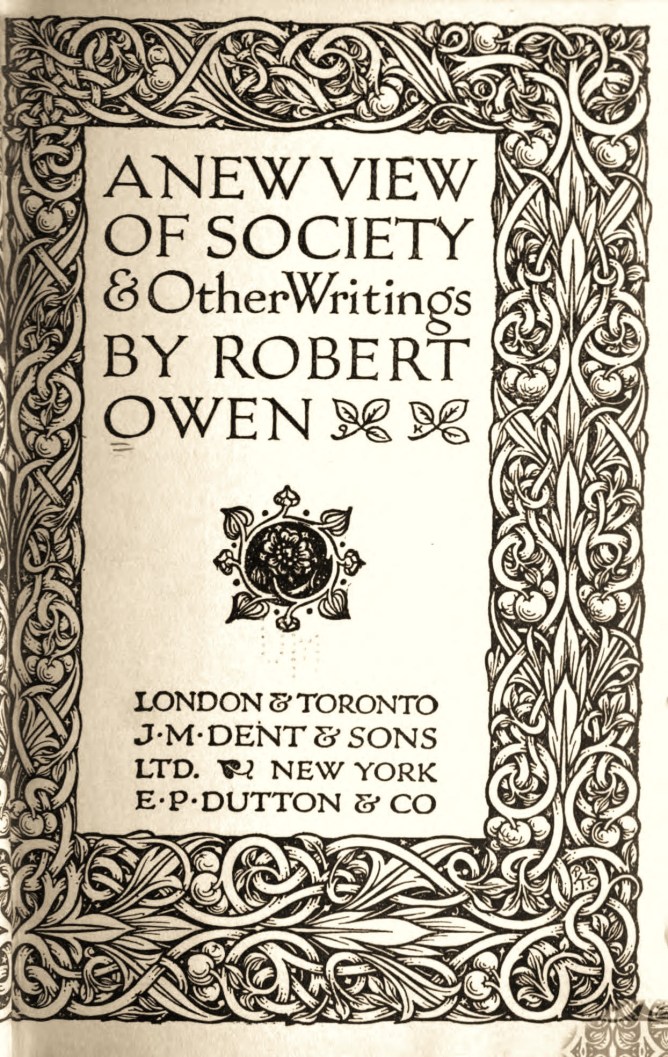 A NEW VIEW
OF SOCIETY
& Other Writings
BY ROBERT
OWEN
LONDON & TORONTO
J·M·DENT & SONS
LTD. NEW YORK
E·P·DUTTON & CO